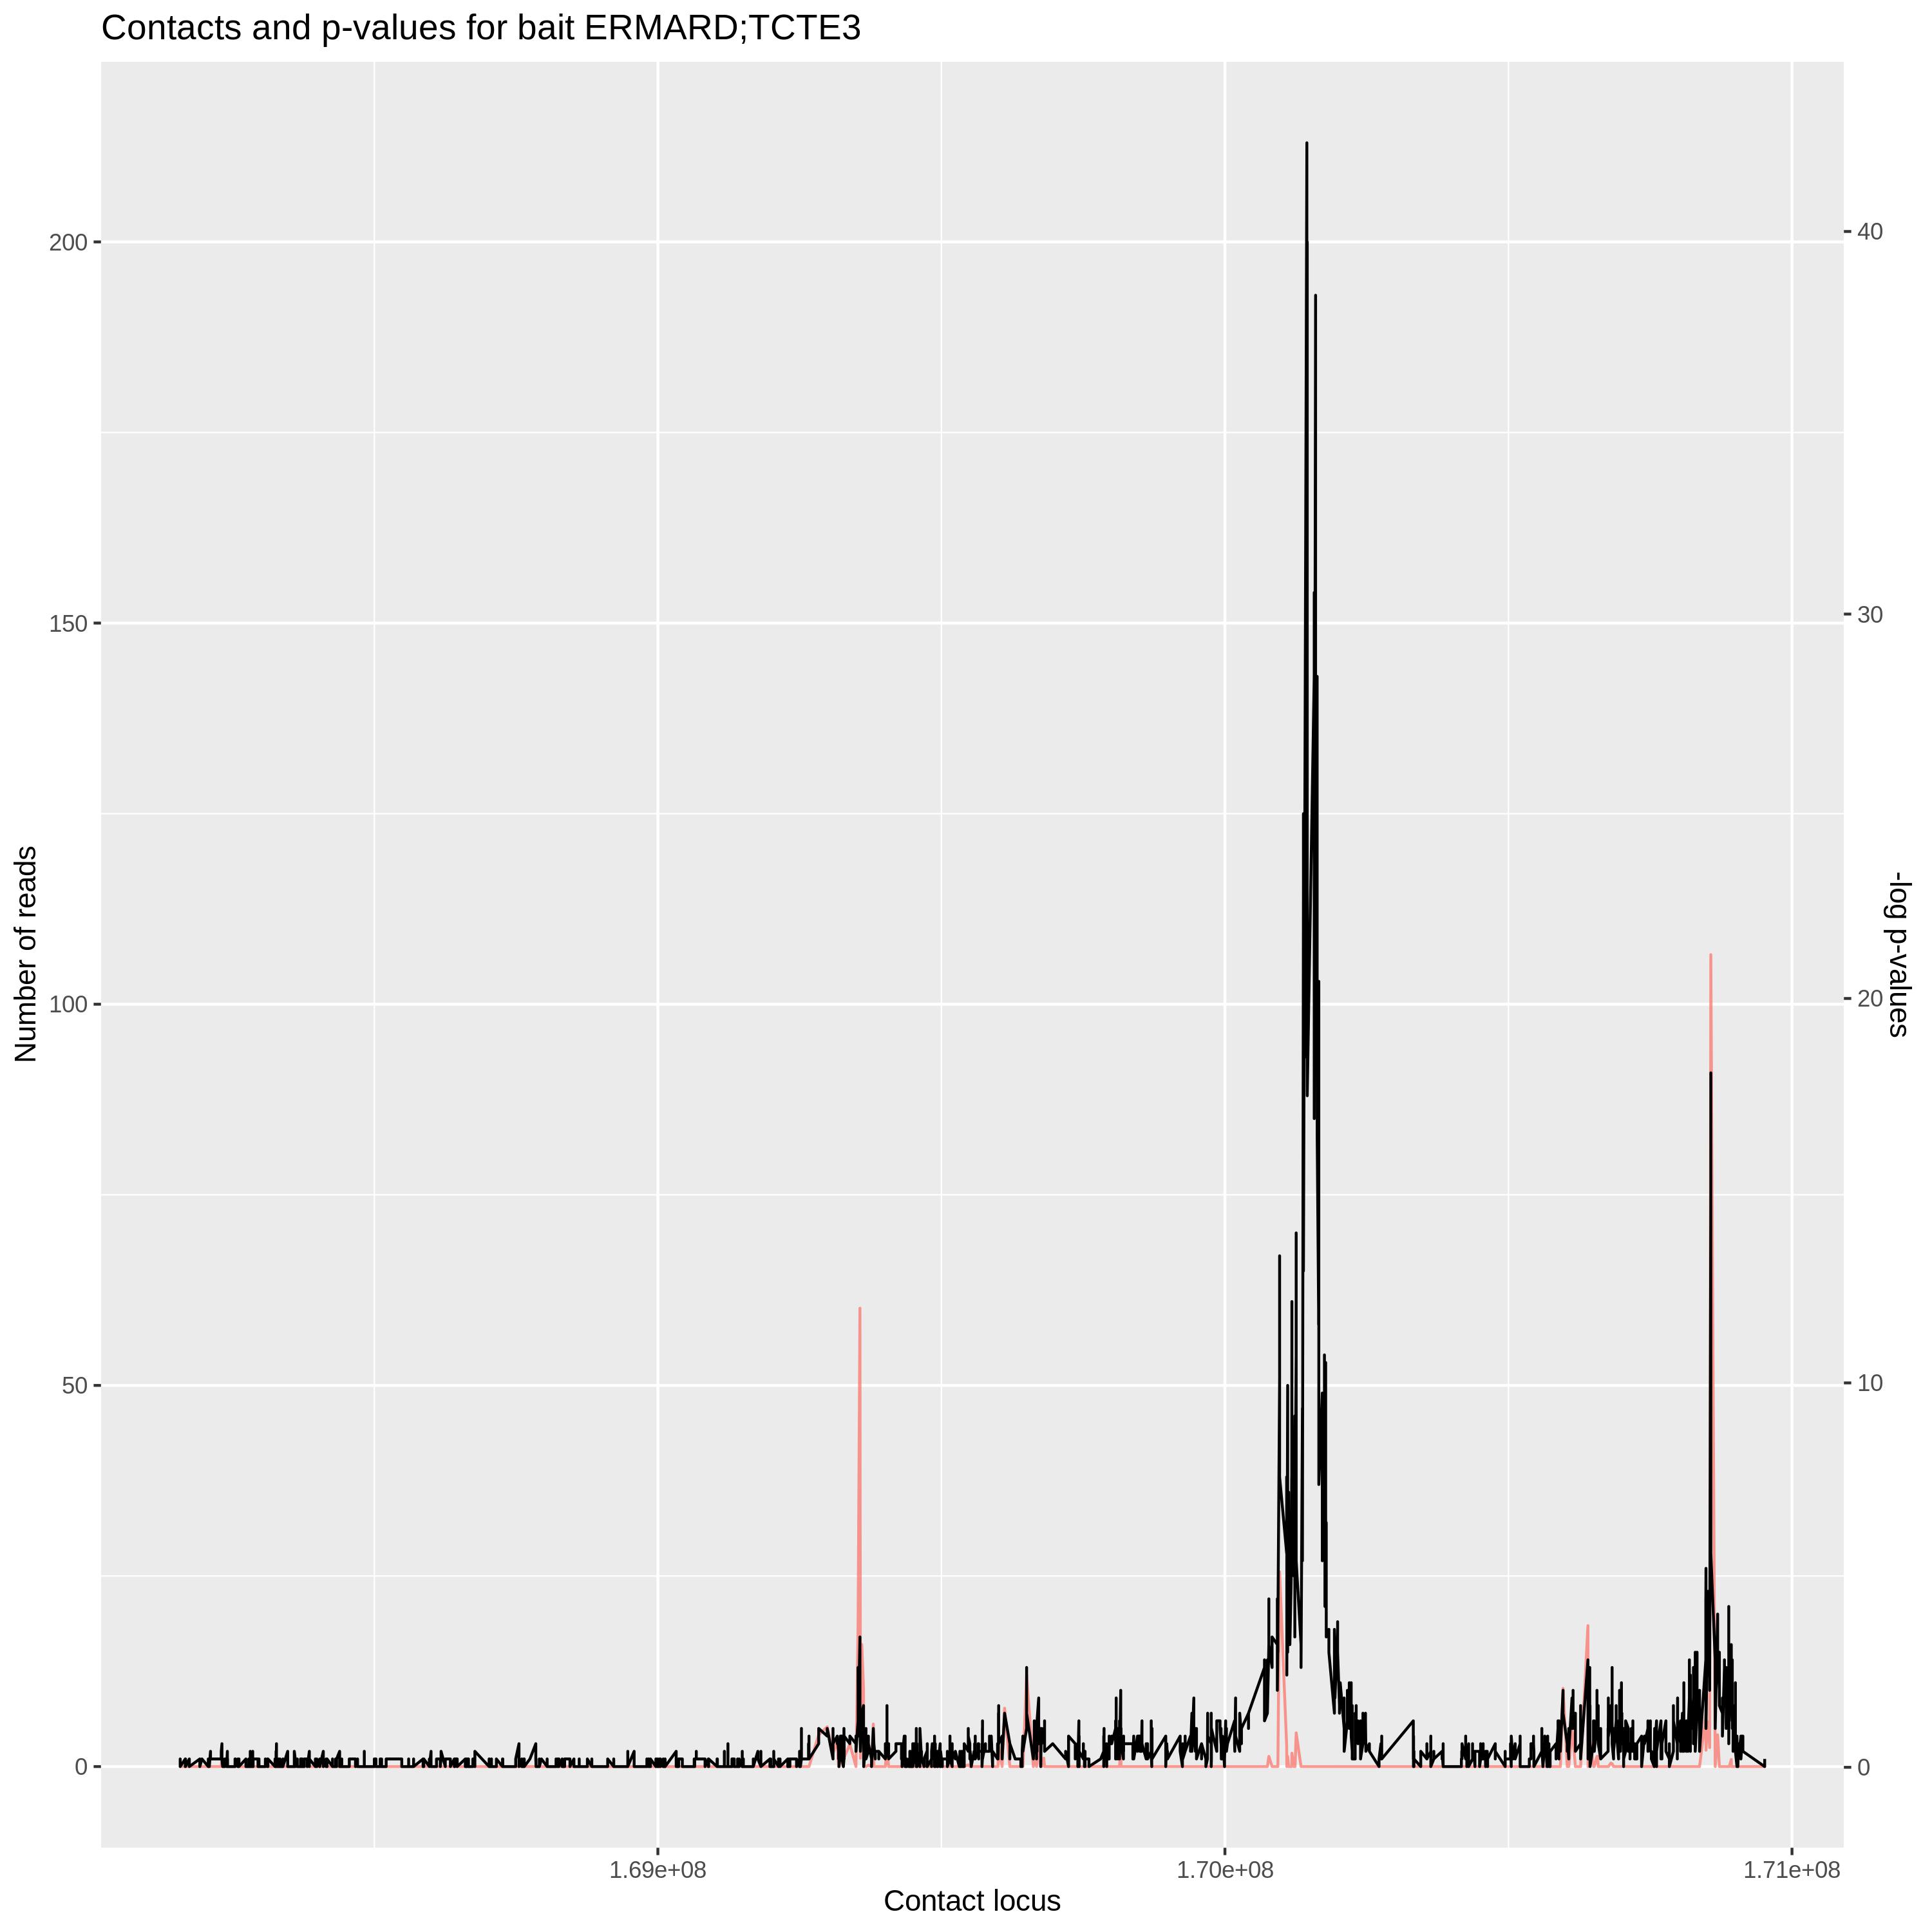 Contacts and p-values for bait ERMARD;TCTE3
200
150
100
50
0
Number of reads
40
30
20
10
0
-log p-values
1.69e+08
1.70e+08
1.71e+08
Contact locus